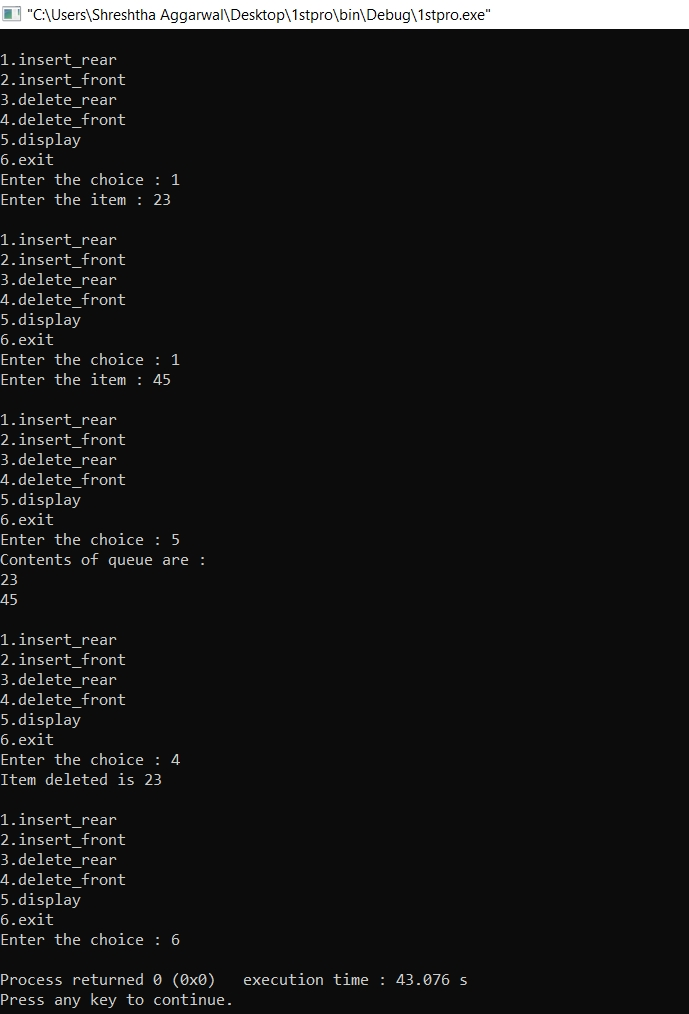 "C:\Users\Shreshtha Aggarwal\Desktop\1stpro\bin\Debug\1stpro.exe"
1.insert_rear
2.insert_front
3.delete_rear
4.delete_front
5.display
6.exit
Enter the choice : 1
Enter the item : 23
1.insert_rear
2.insert_front
3.delete_rear
4.delete_front
5.display
6.exit
Enter the choice : 1
Enter the item : 45
1.insert_rear
2.insert_front
3.delete_rear
4.delete_front
5.display
6.exit
Enter the choice : 5
Contents of queue are :
23
45
1.insert_rear
2.insert_front
3.delete_rear
4.delete_front
5.display
6.exit
Enter the choice : 4
Item deleted is 23
1.insert_rear
2.insert_front
3.delete_rear
4.delete_front
5.display
6.exit
Enter the choice : 6
Process returned 0 (0x0)   execution time : 43.076 s
Press any key to continue.